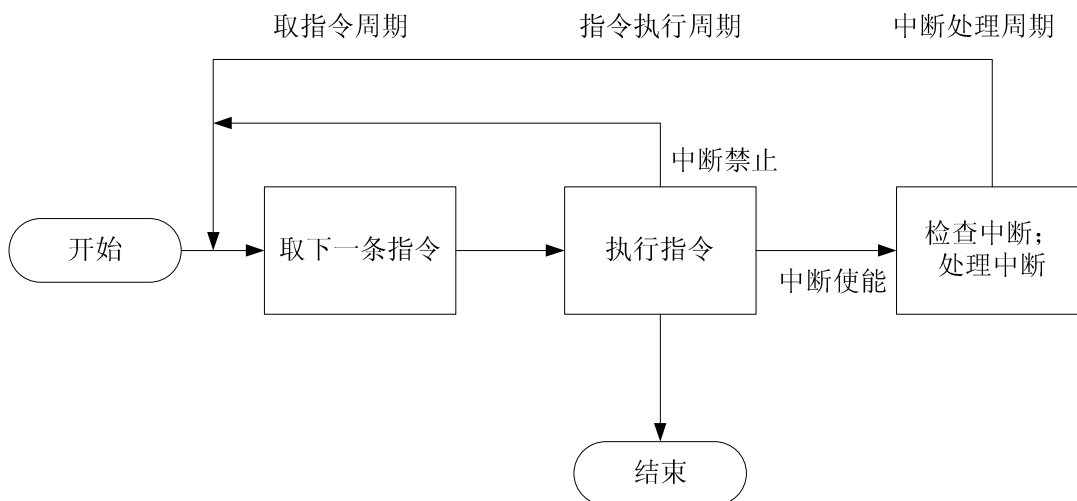 取指令周期
指令执行周期
中断处理周期
中断禁止
开始
取下一条指令
执行指令
中断使能
检查中断；
处理中断
结束